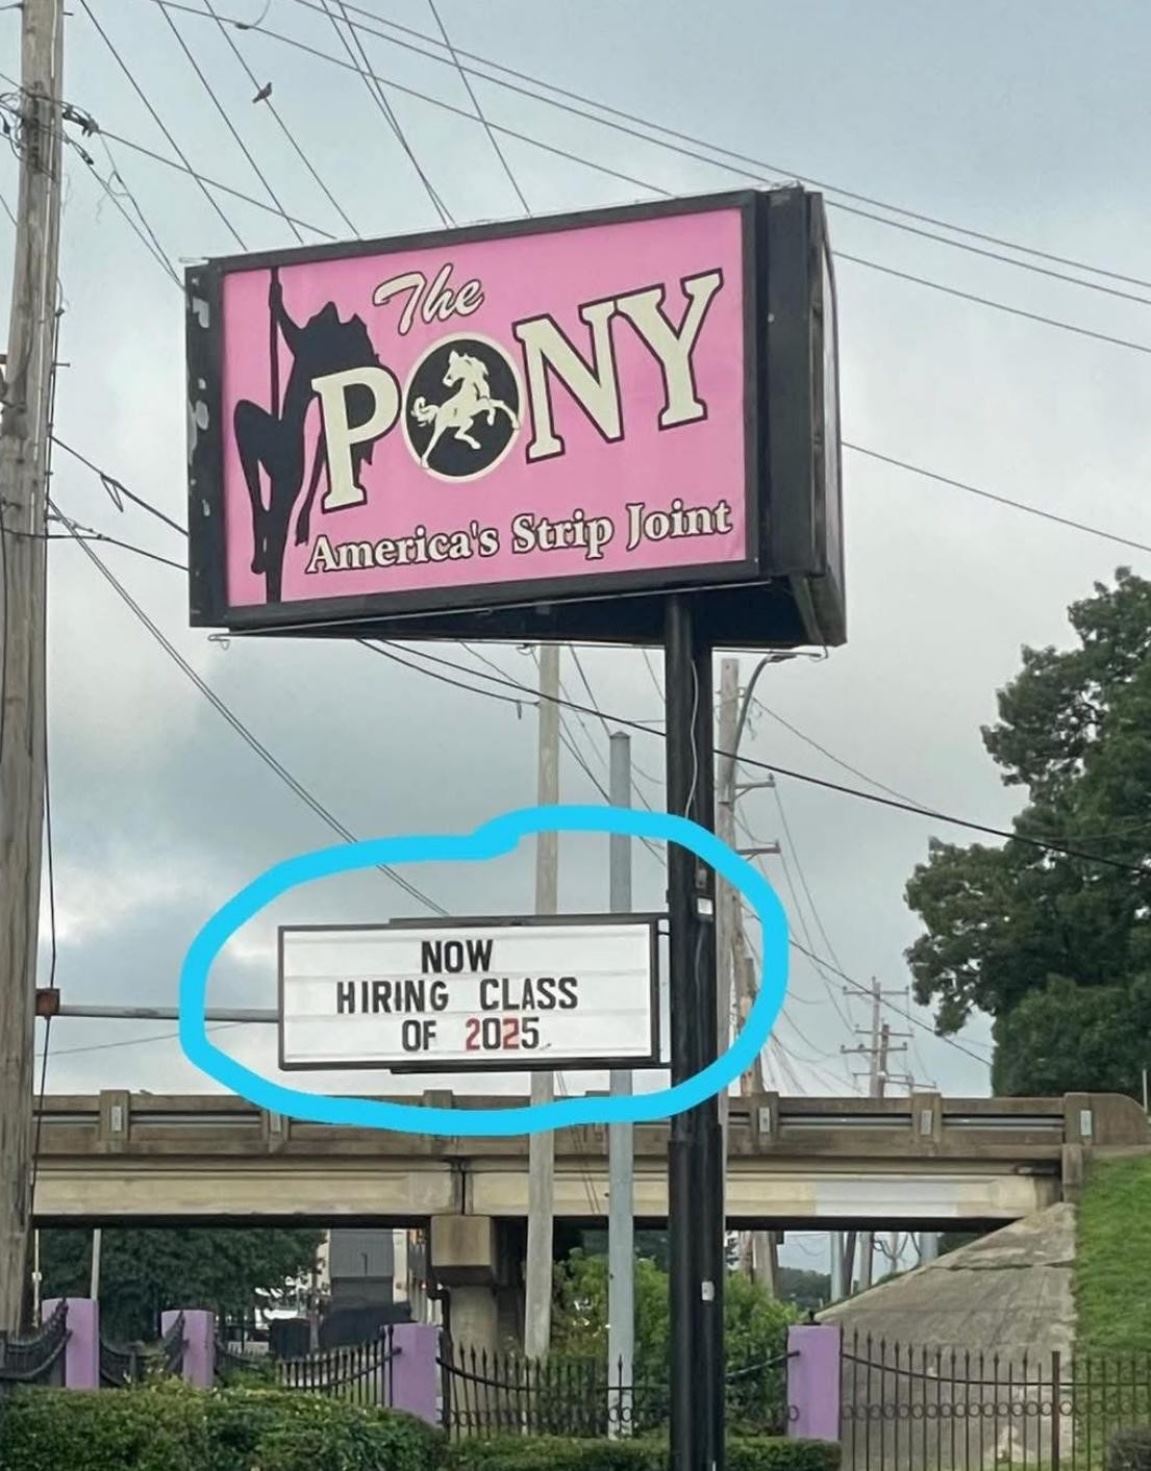 The
PONY
America's Strip Joint
NOW
HIRING CLASS
OF 2025